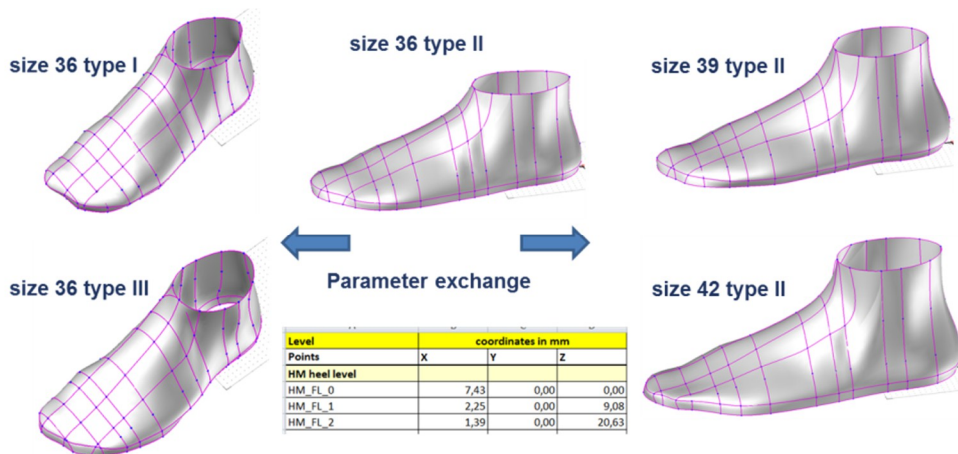 size 36 type I
size 36 type II
size 39 type II
size 36 type III
Parameter exchange
size 42 type II
Level coordinates in mm
Points X Y Z
HM heel level
HM_FL_0 7,43 0,00 0,00
HM_FL_1 2,25 0,00 9,08
HM_FL_2 1,39 0,00 20,63